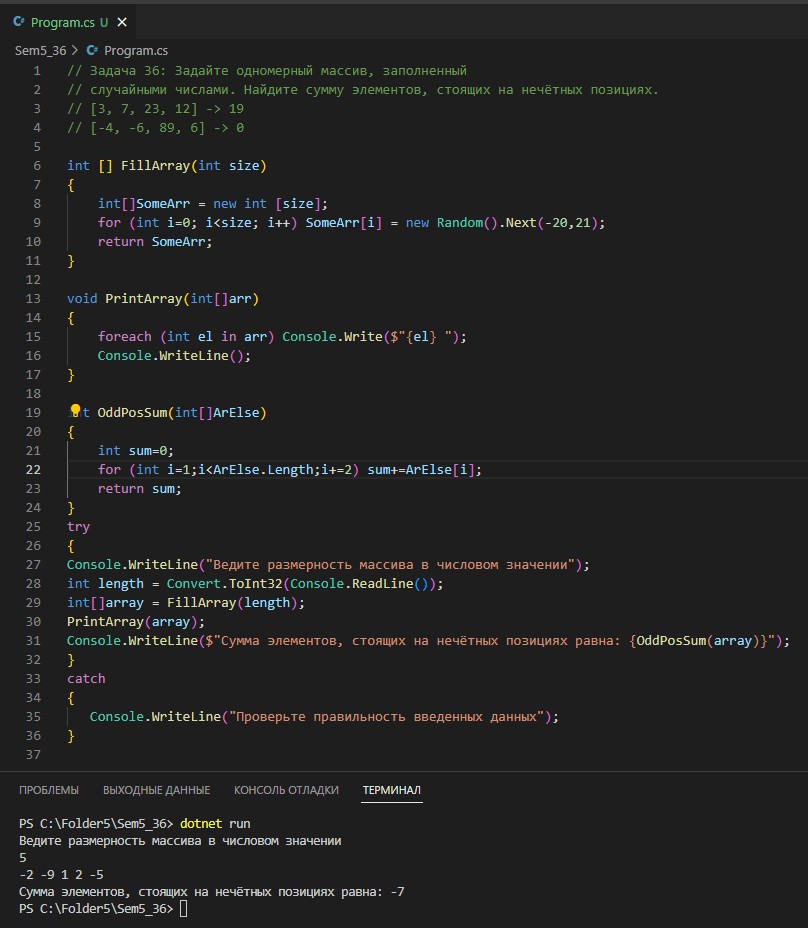 Program.cs U
Sem5_36 > Program.cs
1 // Задача 36: Задайте одномерный массив, заполненный
2 // случайными числами. Найдите сумму элементов, стоящих на нечётных позициях.
3 // [3, 7, 23, 12] -> 19
4 // [-4, -6, 89, 6] -> 0
5
6 int [] FillArray(int size)
7 {
8     int[]SomeArr = new int [size];
9     for (int i=0; i<size; i++) SomeArr[i] = new Random().Next(-20,21);
10     return SomeArr;
11 }
12
13 void PrintArray(int[]arr)
14 {
15     foreach (int el in arr) Console.Write($"{el} ");
16     Console.WriteLine();
17 }
18
19 int OddPosSum(int[]ArElse)
20 {
21     int sum=0;
22     for (int i=1;i<ArElse.Length;i+=2) sum+=ArElse[i];
23     return sum;
24 }
25 try
26 {
27 Console.WriteLine("Ведите размерность массива в числовом значении");
28 int length = Convert.ToInt32(Console.ReadLine());
29 int[]array = FillArray(length);
30 PrintArray(array);
31 Console.WriteLine($"Сумма элементов, стоящих на нечётных позициях равна: {OddPosSum(array)}");
32 }
33 catch
34 {
35    Console.WriteLine("Проверьте правильность введенных данных");
36 }
37
ПРОБЛЕМЫ ВЫХОДНЫЕ ДАННЫЕ КОНСОЛЬ ОТЛАДКИ ТЕРМИНАЛ
PS C:\Folder5\Sem5_36> dotnet run
Ведите размерность массива в числовом значении
5
-2 -9 1 2 -5
Сумма элементов, стоящих на нечётных позициях равна: -7
PS C:\Folder5\Sem5_36>